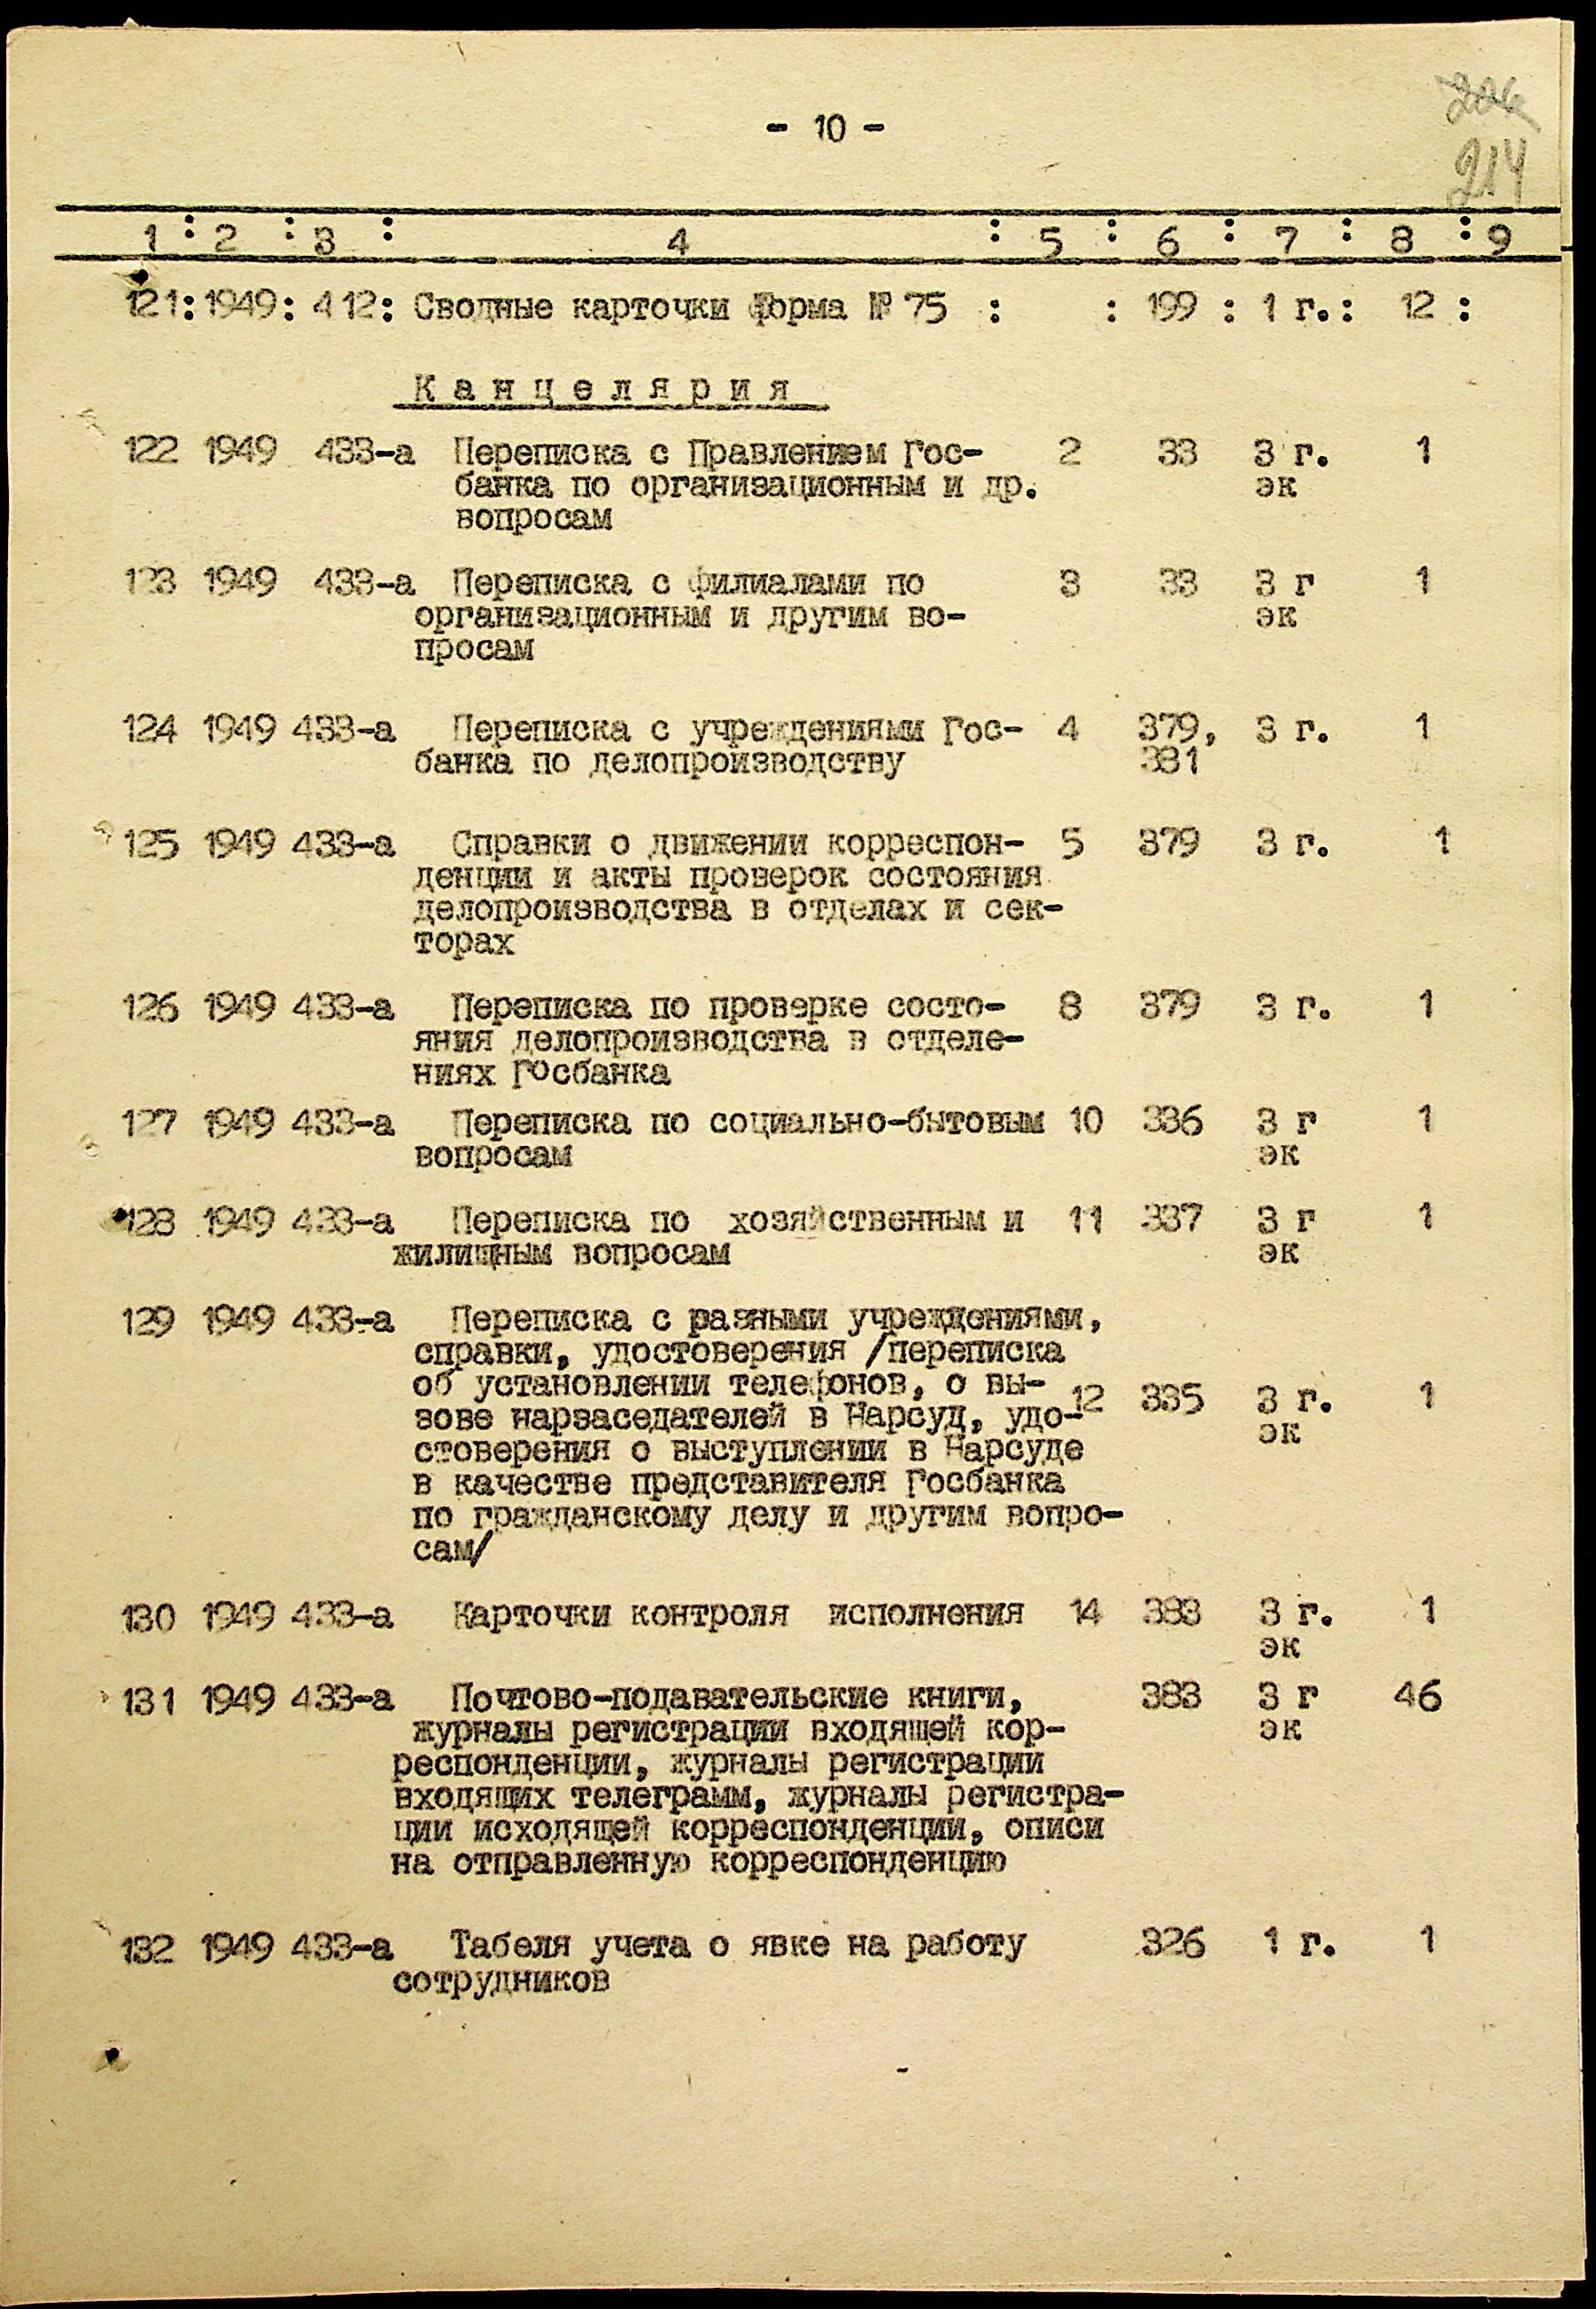 206
214
- 10 -
1 : 2 : 3 : 4 : 5 : 6 : 7 : 8 : 9
121: 1949: 412: Сводные карточки форма № 75 : : 199 : 1 г.: 12 :
Канцелярия
122 1949 433-а Переписка с Правлением Гос- 2 33 3 г. 1
банка по организационным и др. эк
вопросам
123 1949 433-а Переписка с филиалами по 3 33 3 г 1
организационным и другим во- эк
просам
124 1949 433-а Переписка с учреждениями Гос- 4 379, 3 г. 1
банка по делопроизводству 381
125 1949 433-а Справки о движении корреспон- 5 379 3 г. 1
денции и акты проверок состояния
делопроизводства в отделах и сек-
торах
126 1949 433-а Переписка по проверке состо- 8 379 3 г. 1
яния делопроизводства в отделе-
ниях Госбанка
127 1949 433-а Переписка по социально-бытовым 10 336 3 г 1
вопросам эк
128 1949 433-а Переписка по хозяйственным и 11 337 3 г 1
жилищным вопросам эк
129 1949 433-а Переписка с разными учреждениями,
справки, удостоверения /переписка
об установлении телефонов, о вы-
зове нарзаседателей в Нарсуд, удо- 12 335 3 г. 1
стоверения о выступлении в Нарсуде эк
в качестве представителя Госбанка
по гражданскому делу и другим вопро-
сам/
130 1949 433-а Карточки контроля исполнения 14 383 3 г. 1
эк
131 1949 433-а Почтово-подавательские книги, 383 3 г 46
журналы регистрации входящей кор- эк
респонденции, журналы регистрации
входящих телеграмм, журналы регистра-
ции исходящей корреспонденции, описи
на отправленную корреспонденцию
132 1949 433-а Табеля учета о явке на работу 326 1 г. 1
сотрудников